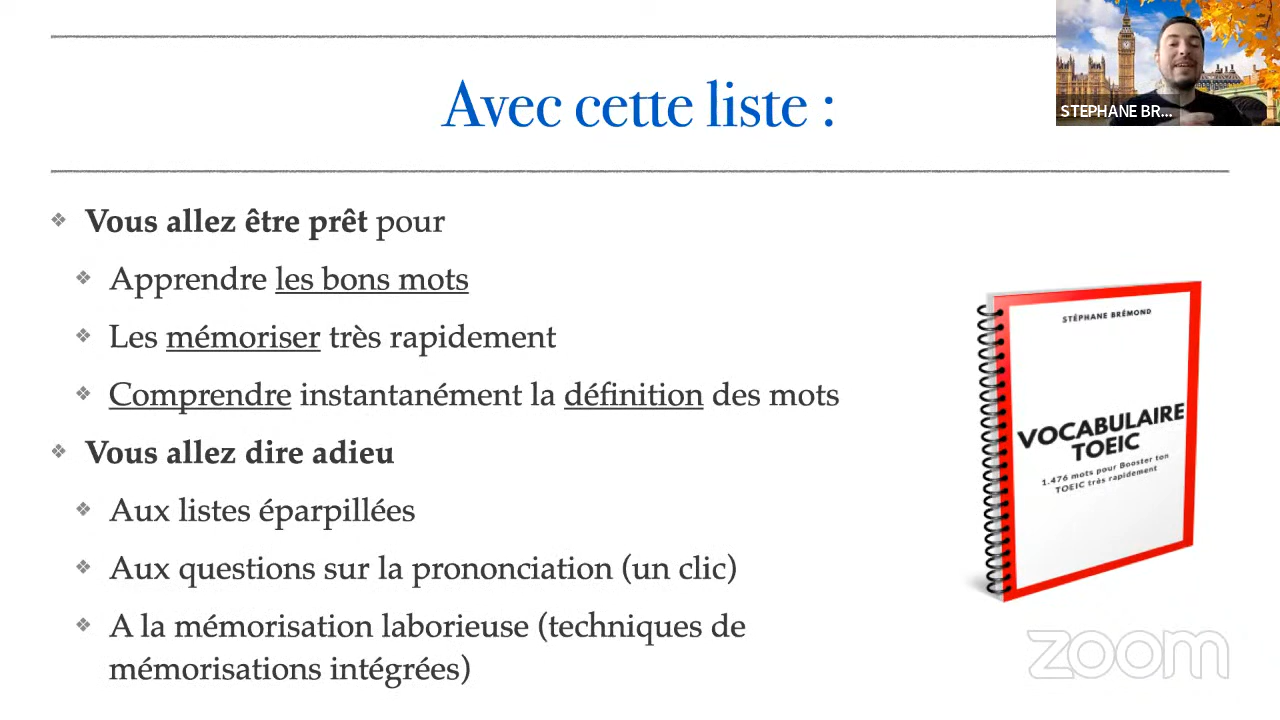 Avec cette liste :
STEPHANE BR...
Vous allez être prêt pour
Apprendre les bons mots
Les mémoriser très rapidement
Comprendre instantanément la définition des mots
Vous allez dire adieu
Aux listes éparpillées
Aux questions sur la prononciation (un clic)
A la mémorisation laborieuse (techniques de
mémorisations intégrées)
STÉPHANE BRÉMOND
VOCABULAIRE
TOEIC
1.476 mots pour Booster ton
TOEIC très rapidement
zoom